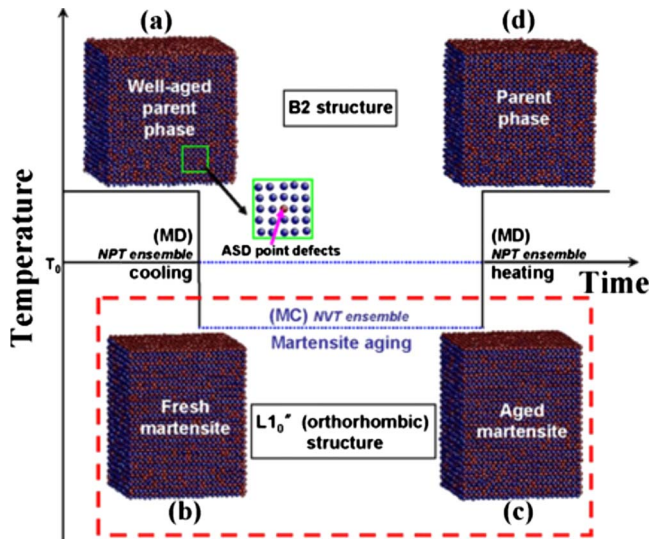 (a)
(d)
Well-aged
parent
phase
B2 structure
Parent
phase
ASD point defects
(MD)
NPT ensemble
cooling
(MD)
NPT ensemble
heating
T₀
Time
Temperature
(MC) NVT ensemble
Martensite aging
Fresh
martensite
L1₀″ (orthorhombic)
structure
Aged
martensite
(b)
(c)